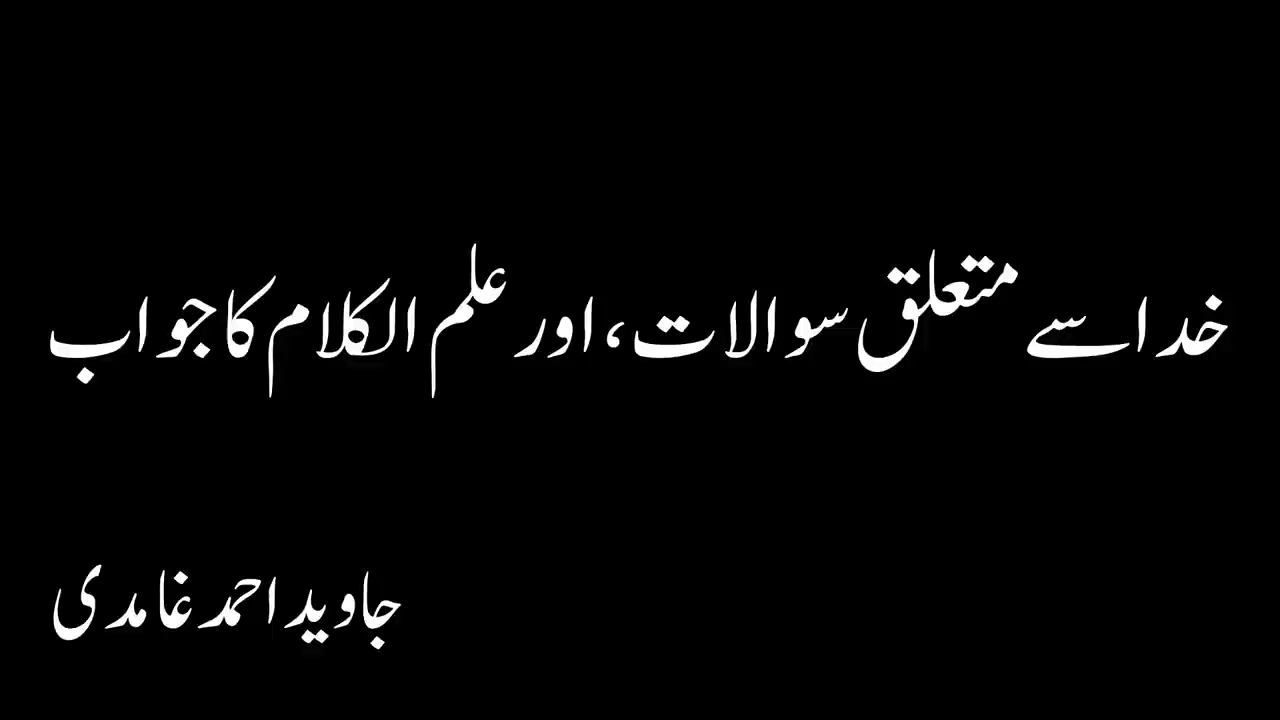 خدا سے متعلق سوالات، اور علم الکلام کا جواب
جاوید احمد غامدی